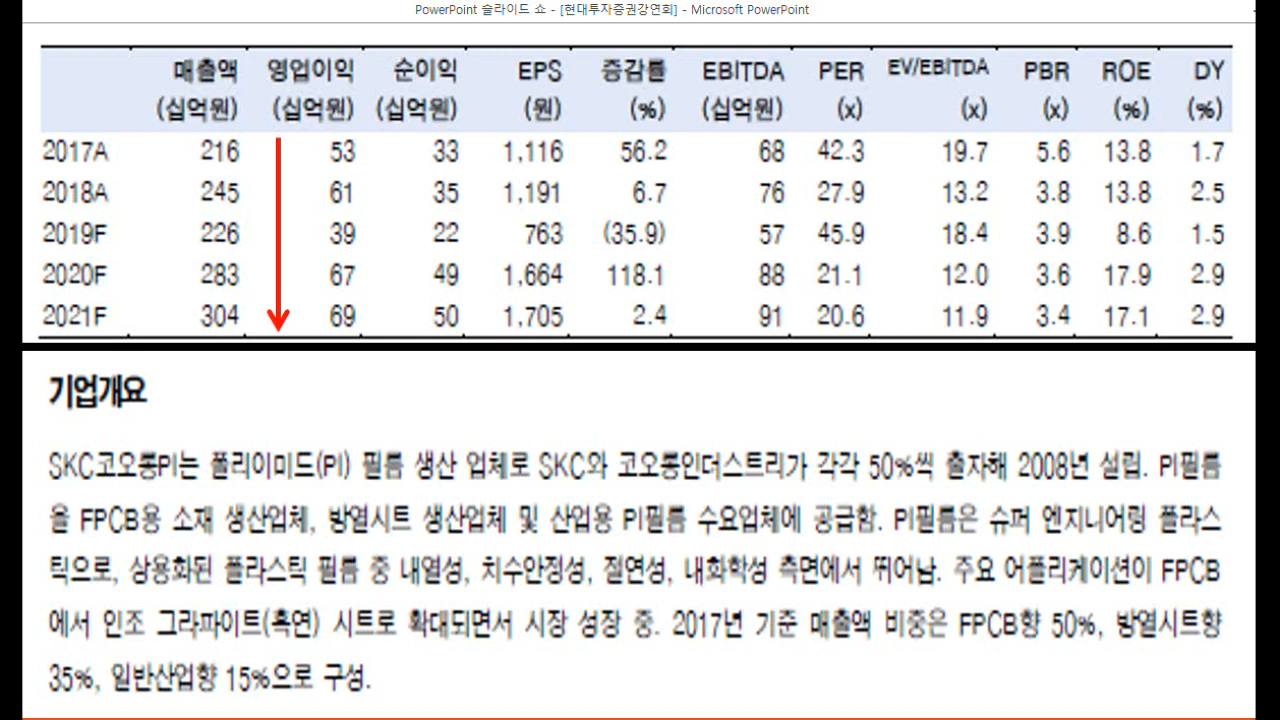 PowerPoint 슬라이드 쇼 - [현대투자증권강연회] - Microsoft PowerPoint
매출액 영업이익 순이익 EPS 증감률 EBITDA PER EV/EBITDA PBR ROE DY
(십억원) (십억원) (십억원) (원) (%) (십억원) (x) (x) (x) (%) (%)
2017A 216 53 33 1,116 56.2 68 42.3 19.7 5.6 13.8 1.7
2018A 245 61 35 1,191 6.7 76 27.9 13.2 3.8 13.8 2.5
2019F 226 39 22 763 (35.9) 57 45.9 18.4 3.9 8.6 1.5
2020F 283 67 49 1,664 118.1 88 21.1 12.0 3.6 17.9 2.9
2021F 304 69 50 1,705 2.4 91 20.6 11.9 3.4 17.1 2.9
기업개요
SKC코오롱PI는 폴리이미드(PI) 필름 생산 업체로 SKC와 코오롱인더스트리가 각각 50%씩 출자해 2008년 설립. PI필름
을 FPCB용 소재 생산업체, 방열시트 생산업체 및 산업용 PI필름 수요업체에 공급함. PI필름은 슈퍼 엔지니어링 플라스
틱으로, 상용화된 플라스틱 필름 중 내열성, 치수안정성, 절연성, 내화학성 측면에서 뛰어남. 주요 어플리케이션이 FPCB
에서 인조 그라파이트(흑연) 시트로 확대되면서 시장 성장 중. 2017년 기준 매출액 비중은 FPCB향 50%, 방열시트향
35%, 일반산업향 15%으로 구성.